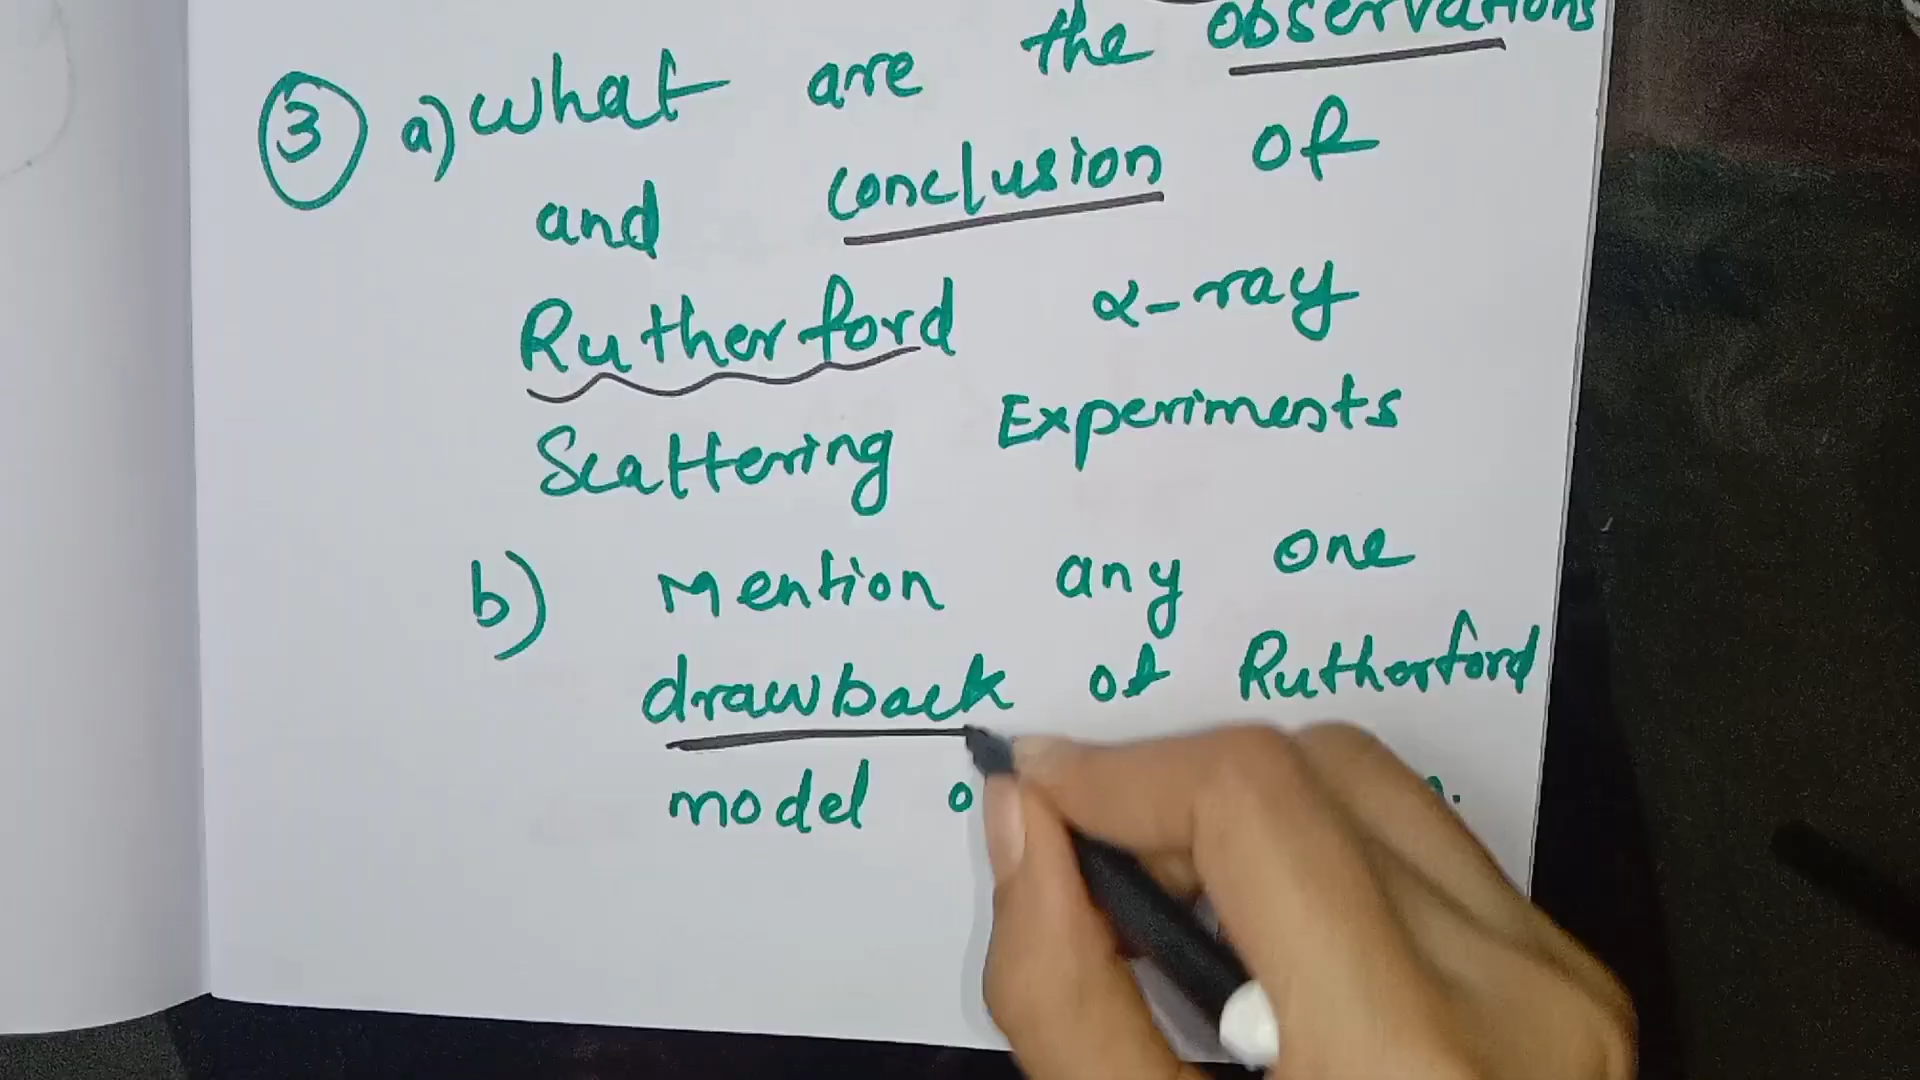 3 a) What are the observations
and conclusion of
Rutherford α-ray
Scattering Experiments
b) Mention any one
drawback of Rutherford
model